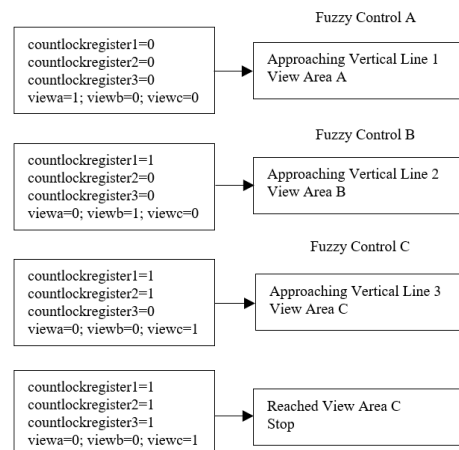 Fuzzy Control A
countlockregister1=0
countlockregister2=0
countlockregister3=0
viewa=1; viewb=0; viewc=0
Approaching Vertical Line 1
View Area A
Fuzzy Control B
countlockregister1=1
countlockregister2=0
countlockregister3=0
viewa=0; viewb=1; viewc=0
Approaching Vertical Line 2
View Area B
Fuzzy Control C
countlockregister1=1
countlockregister2=1
countlockregister3=0
viewa=0; viewb=0; viewc=1
Approaching Vertical Line 3
View Area C
countlockregister1=1
countlockregister2=1
countlockregister3=1
viewa=0; viewb=0; viewc=1
Reached View Area C
Stop